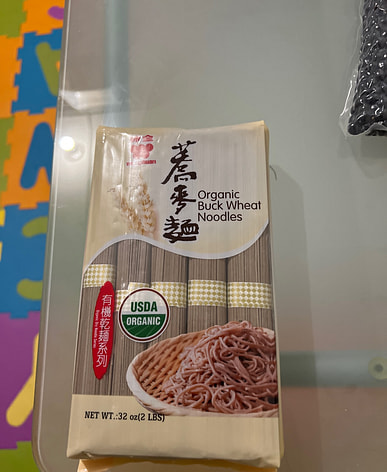 蕎麥麵
Organic
Buck Wheat
Noodles
有機乾麵系列
USDA
ORGANIC
NET WT.:32 oz(2 LBS)